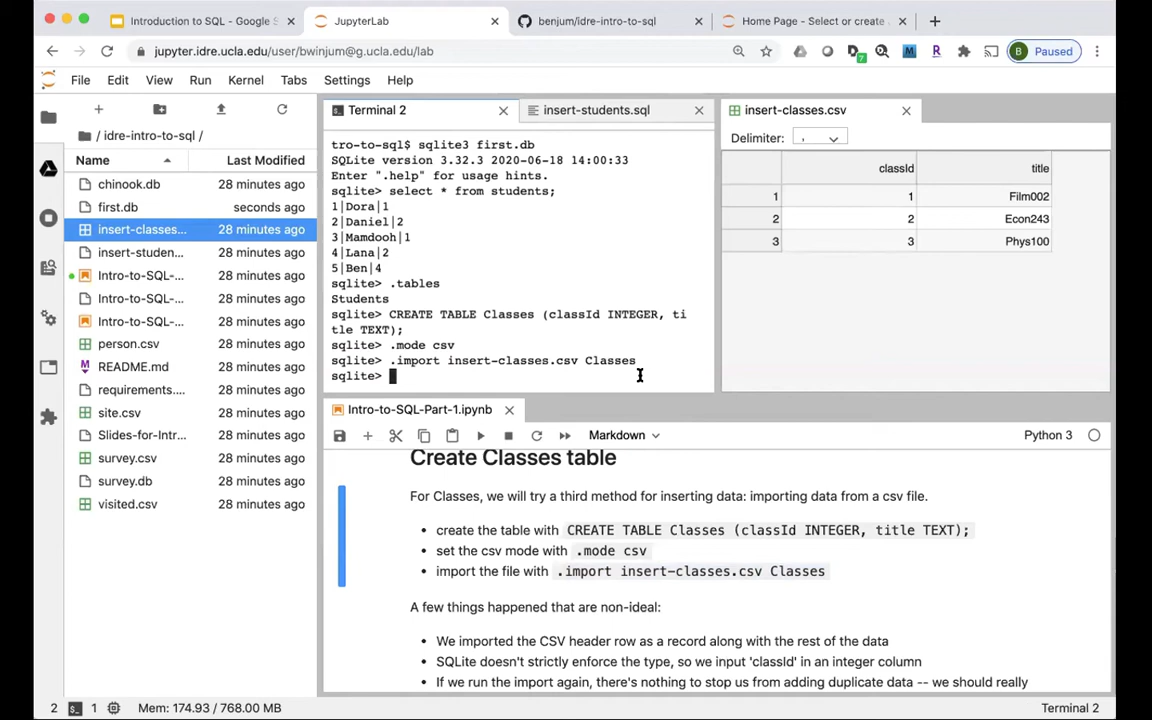 Introduction to SQL - Google S
JupyterLab
benjum/idre-intro-to-sql
Home Page - Select or create
jupyter.idre.ucla.edu/user/bwinjum@g.ucla.edu/lab
7
M
R
B
Paused
File Edit View Run Kernel Tabs Settings Help
/ idre-intro-to-sql /
Name Last Modified
chinook.db 28 minutes ago
first.db seconds ago
insert-classes... 28 minutes ago
insert-studen... 28 minutes ago
Intro-to-SQL-... 28 minutes ago
Intro-to-SQL-... 28 minutes ago
Intro-to-SQL-... 28 minutes ago
person.csv 28 minutes ago
README.md 28 minutes ago
requirements.... 28 minutes ago
site.csv 28 minutes ago
Slides-for-Intr... 28 minutes ago
survey.csv 28 minutes ago
survey.db 28 minutes ago
visited.csv 28 minutes ago
Terminal 2
insert-students.sql
tro-to-sql$ sqlite3 first.db
SQLite version 3.32.3 2020-06-18 14:00:33
Enter ".help" for usage hints.
sqlite> select * from students;
1|Dora|1
2|Daniel|2
3|Mamdooh|1
4|Lana|2
5|Ben|4
sqlite> .tables
Students
sqlite> CREATE TABLE Classes (classId INTEGER, ti
tle TEXT);
sqlite> .mode csv
sqlite> .import insert-classes.csv Classes
sqlite>
insert-classes.csv
Delimiter: ,
classId title
1 1 Film002
2 2 Econ243
3 3 Phys100
Intro-to-SQL-Part-1.ipynb
Markdown
Python 3
Create Classes table
For Classes, we will try a third method for inserting data: importing data from a csv file.
• create the table with CREATE TABLE Classes (classId INTEGER, title TEXT);
• set the csv mode with .mode csv
• import the file with .import insert-classes.csv Classes
A few things happened that are non-ideal:
• We imported the CSV header row as a record along with the rest of the data
• SQLite doesn't strictly enforce the type, so we input 'classId' in an integer column
• If we run the import again, there's nothing to stop us from adding duplicate data -- we should really
2 1 Mem: 174.93 / 768.00 MB
Terminal 2